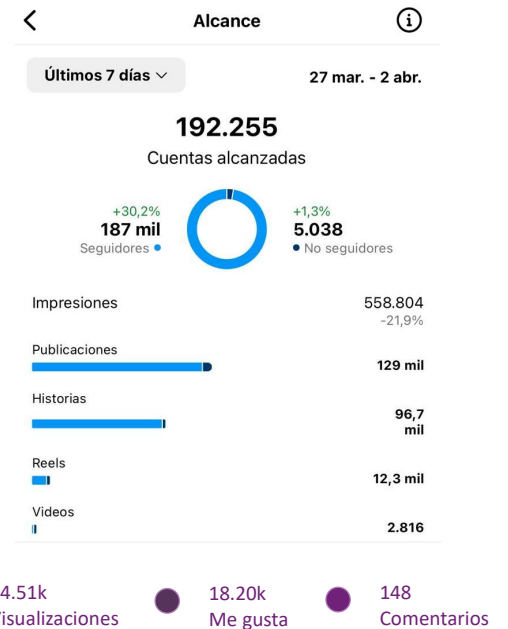 Alcance
Últimos 7 días
27 mar. - 2 abr.
192.255
Cuentas alcanzadas
+30,2%
187 mil
Seguidores
+1,3%
5.038
No seguidores
Impresiones
558.804
-21,9%
Publicaciones
129 mil
Historias
96,7
mil
Reels
12,3 mil
Videos
2.816
4.51k
18.20k
Me gusta
148
Comentarios